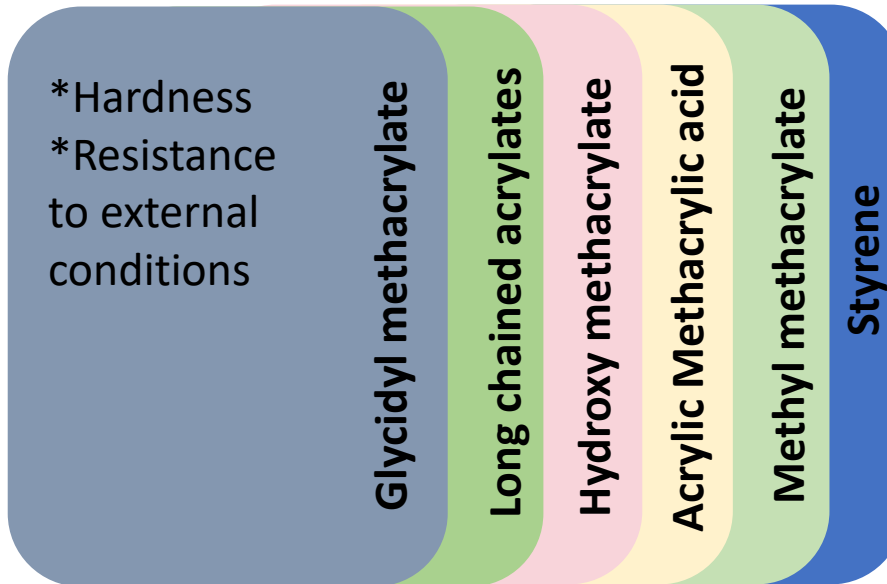 *Hardness
*Resistance
to external
conditions
Glycidyl methacrylate
Long chained acrylates
Hydroxy methacrylate
Acrylic Methacrylic acid
Methyl methacrylate
Styrene